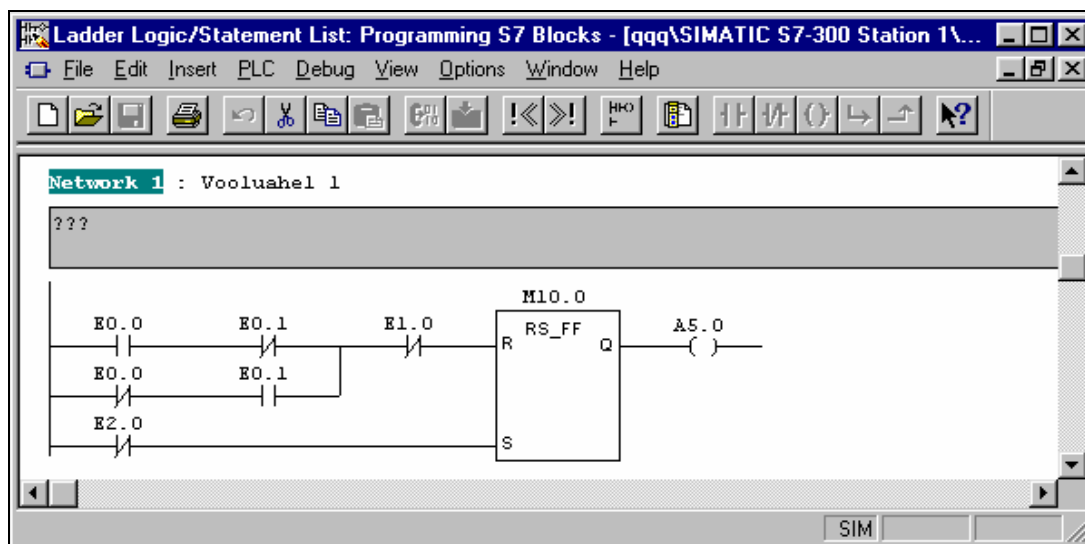 Ladder Logic/Statement List: Programming S7 Blocks - [qqq\SIMATIC S7-300 Station 1\...
File Edit Insert PLC Debug View Options Window Help
Network 1 : Vooluahel 1
???
M10.0
E0.0 E0.1 E1.0 RS_FF A5.0
R Q
E0.0 E0.1
E2.0
S
SIM